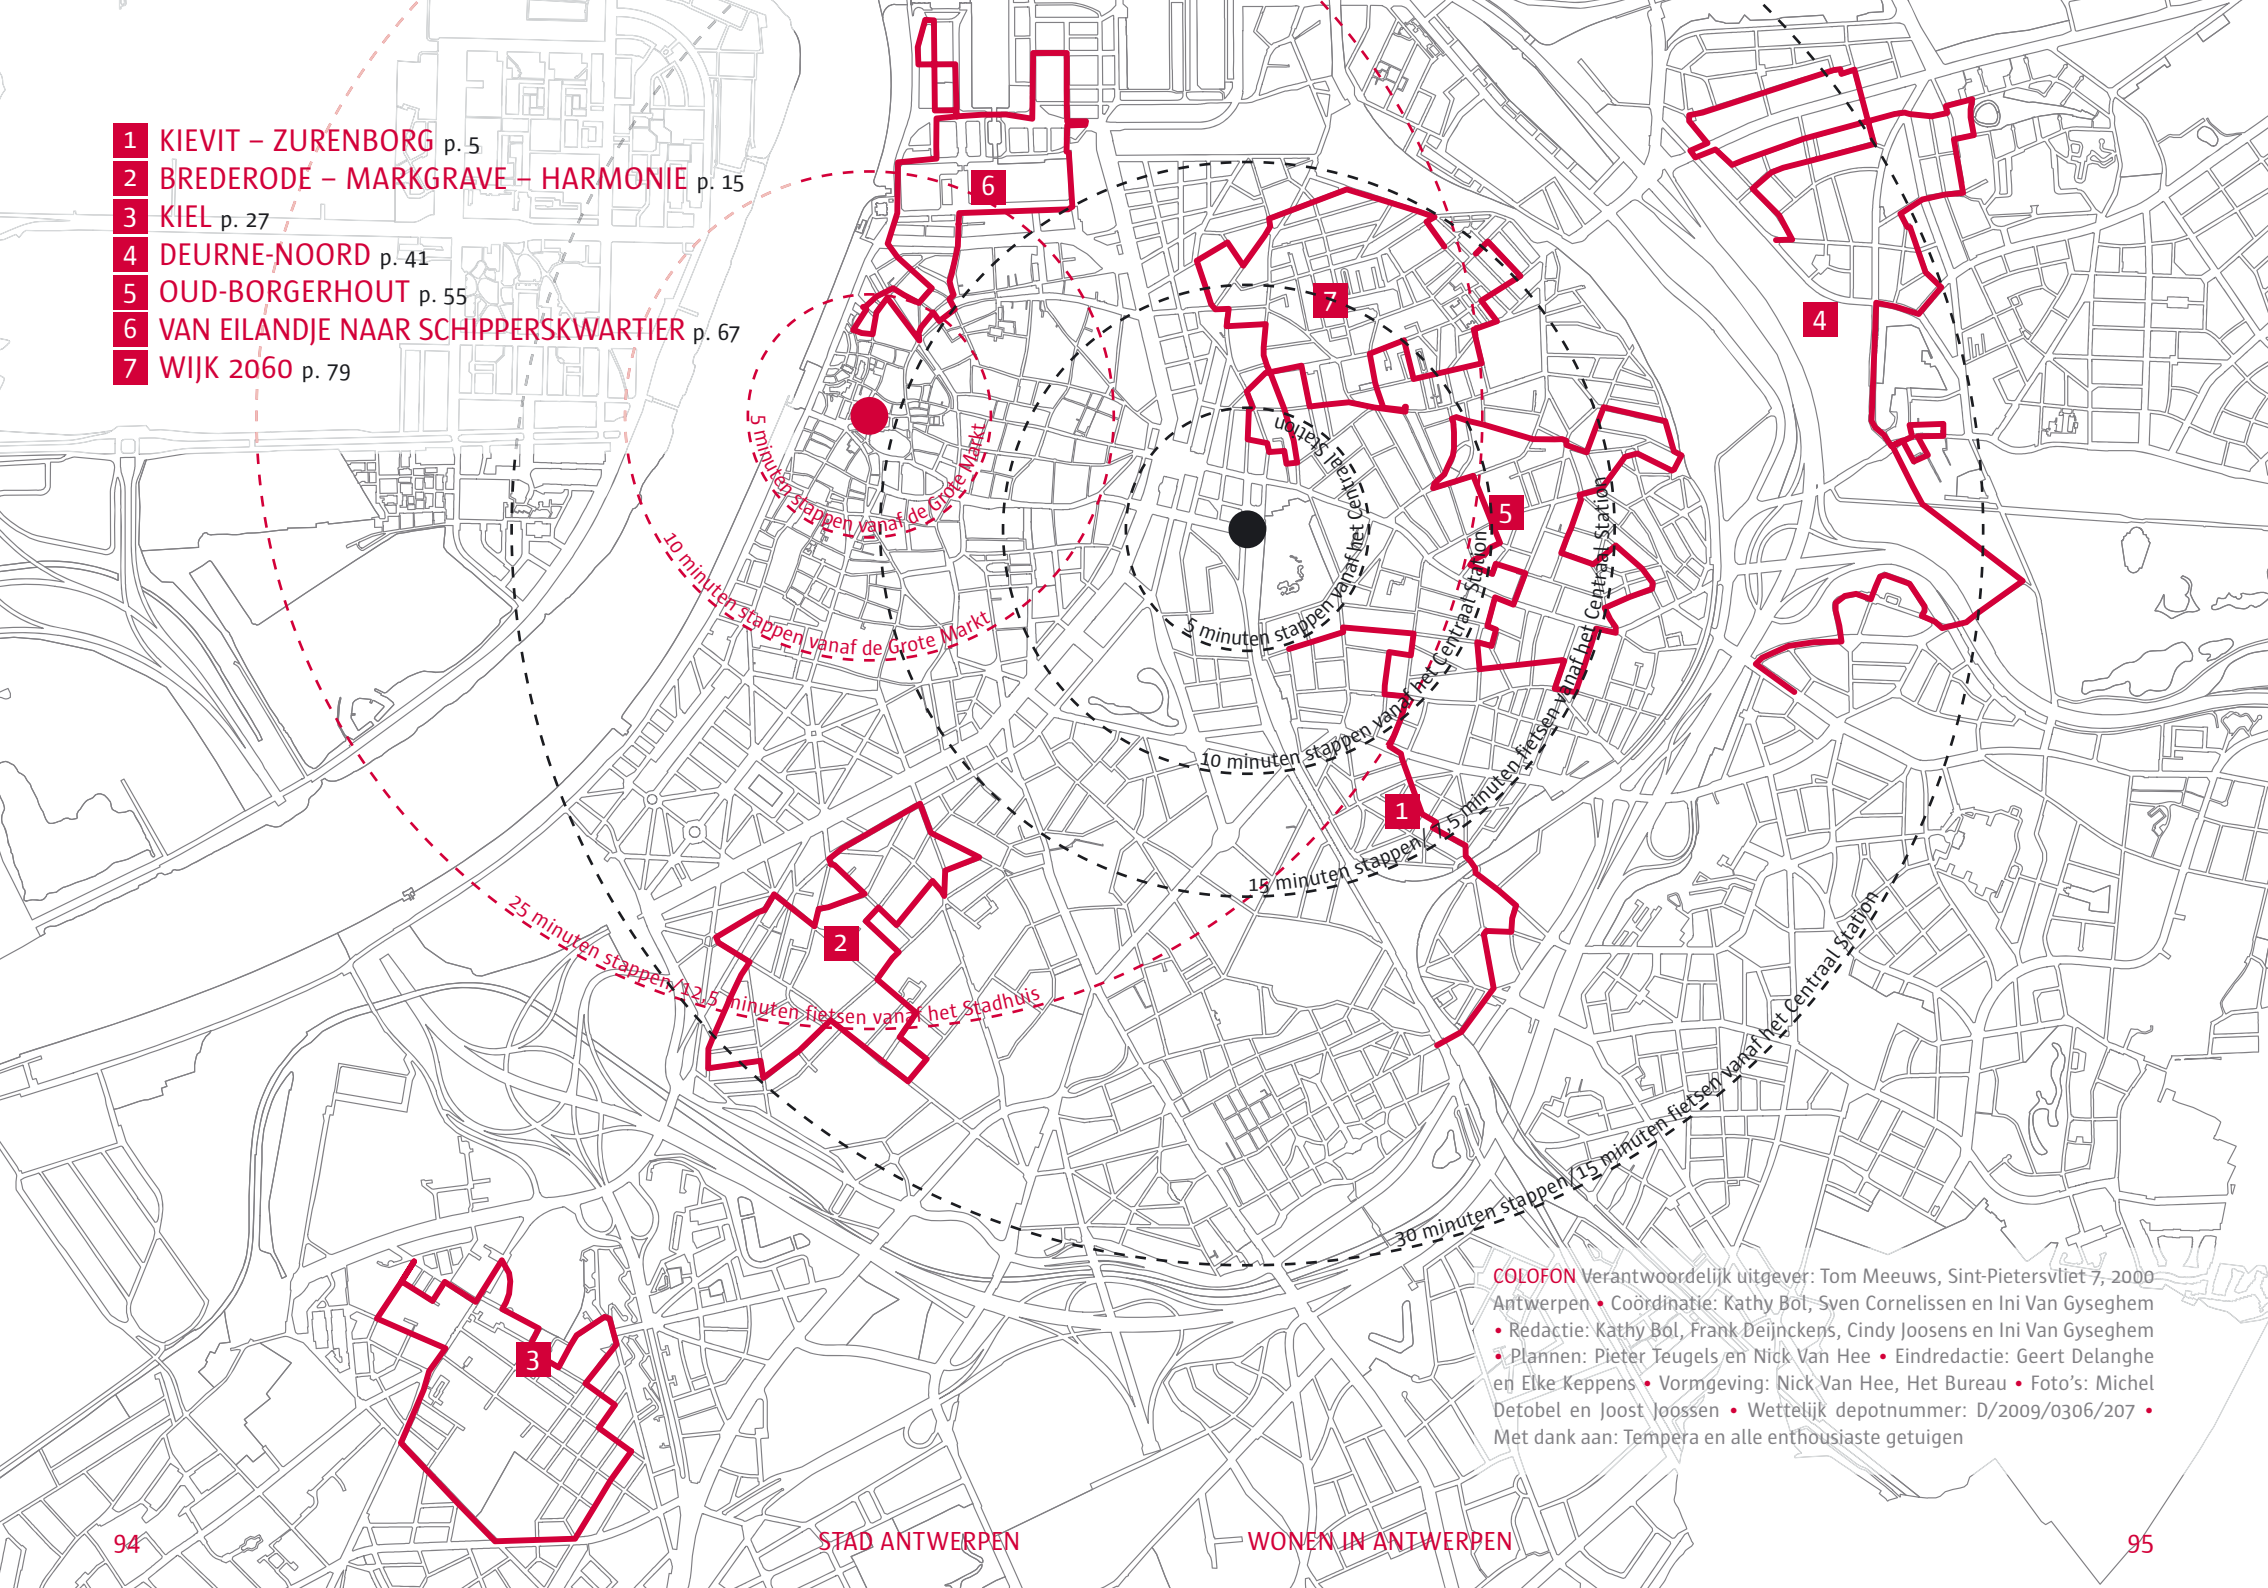 1 KIEVIT – ZURENBORG p. 5
2 BREDERODE – MARKGRAVE – HARMONIE p. 15
3 KIEL p. 27
4 DEURNE-NOORD p. 41
5 OUD-BORGERHOUT p. 55
6 VAN EILANDJE NAAR SCHIPPERSKWARTIER p. 67
7 WIJK 2060 p. 79
6
7
4
5
1
2
3
5 minuten stappen vanaf de Grote Markt
10 minuten stappen vanaf de Grote Markt
25 minuten stappen/12,5 minuten fietsen vanaf het Stadhuis
5 minuten stappen vanaf het Centraal Station
10 minuten stappen vanaf het Centraal Station
15 minuten stappen / 7,5 minuten fietsen vanaf het Centraal Station
30 minuten stappen/15 minuten fietsen vanaf het Centraal Station
COLOFON Verantwoordelijk uitgever: Tom Meeuws, Sint-Pietersvliet 7, 2000
Antwerpen • Coördinatie: Kathy Bol, Sven Cornelissen en Ini Van Gyseghem
• Redactie: Kathy Bol, Frank Deijnckens, Cindy Joosens en Ini Van Gyseghem
• Plannen: Pieter Teugels en Nick Van Hee • Eindredactie: Geert Delanghe
en Elke Keppens • Vormgeving: Nick Van Hee, Het Bureau • Foto's: Michel
Detobel en Joost Joossen • Wettelijk depotnummer: D/2009/0306/207 •
Met dank aan: Tempera en alle enthousiaste getuigen
94
STAD ANTWERPEN
WONEN IN ANTWERPEN
95